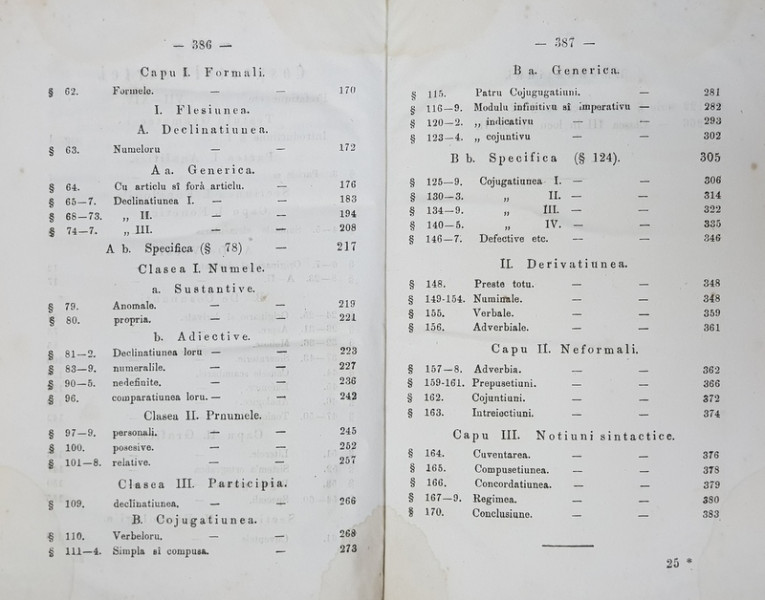 — 386 —
Capu I. Formali.
§ 62. Formele. — — 170
I. Flesiunea.
A. Declinatiunea.
§ 63. Numeloru — — 172
A a. Generica.
§ 64. Cu articlu sî forà articlu. — 176
§ 65—7. Declinatiunea I. — — 183
§ 68—73. „ II. — — 194
§ 74—7. „ III. — — 208
A b. Specifica (§ 78) — 217
Clasea I. Numele.
a. Sustantive.
§ 79. Anomale. — — 219
§ 80. propria. — — 221
b. Adiective.
§ 81—2. Declinatiunea loru — — 223
§ 83—9. numeralile. — — 227
§ 90—5. nedefinite. — — 236
§ 96. comparatiunea loru. — — 242
Clasea II. Prnumele.
§ 97—9. personali. — — 245
§ 100. posesive. — — 252
§ 101—8. relative. — — 257
Clasea III. Participia.
§ 109. declinatiunea, — — 266
B. Cojugatiunea.
§ 110. Verbeloru. — — 268
§ 111—4. Simpla sî compusa. — 273
— 387 —
B a. Generica.
§ 115. Patru Cojugugatiuni. — 281
§ 116—9. Modulu infinitivu sî imperativu — 282
§ 120—2. „ indicativu — — 293
§ 123—4. „ cojuntivu — — 302
B b. Specifica (§ 124). 305
§ 125—9. Cojugatiunea I. — — 306
§ 130—3. „ II. — — 314
§ 134—9. „ III. — — 322
§ 140—5. „ IV. — — 335
§ 146—7. Defective etc. — — 346
II. Derivatiunea.
§ 148. Preste totu. — — 348
§ 149-154. Numinale. — — 348
§ 155. Verbale. — — 359
§ 156. Adverbiale. — — 361
Capu II. Neformali.
§ 157—8. Adverbia. — — 362
§ 159-161. Prepusetiuni. — — 366
§ 162. Cojuntiuni. — — 372
§ 163. Intreiectiuni. — — 374
Capu III. Notiuni sintactice.
§ 164. Cuventarea. — — 376
§ 165. Compusetiunea. — — 378
§ 166. Concordatiunea. — — 379
§ 167—9. Regimea. — — 380
§ 170. Conclusiune. — — 383
25 *